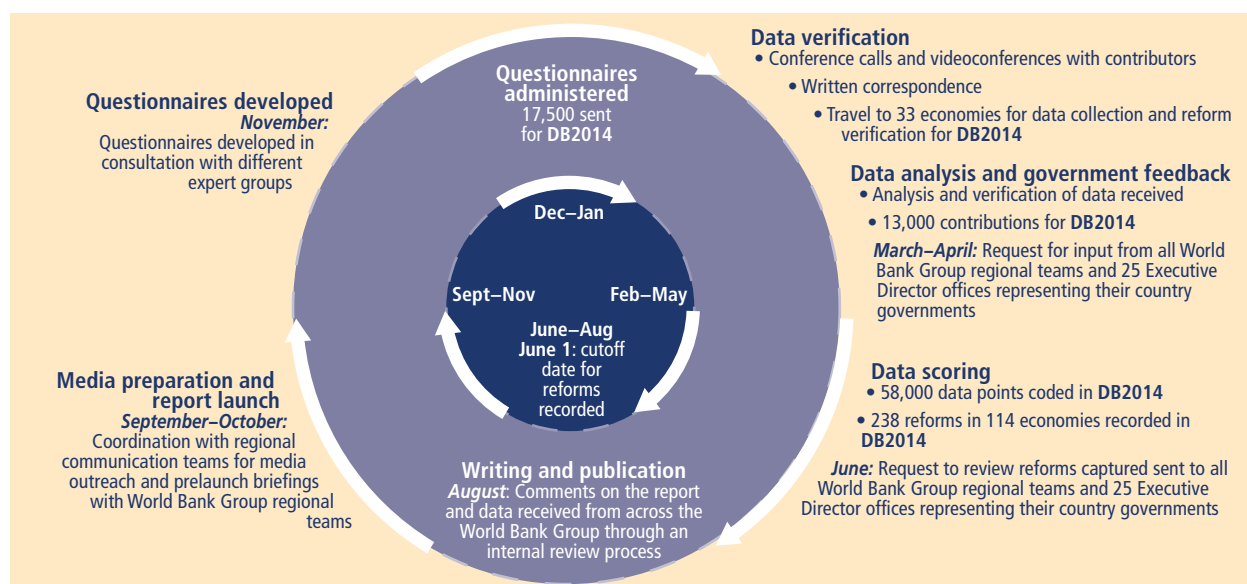 Questionnaires
administered
17,500 sent
for DB2014
Data verification
• Conference calls and videoconferences with contributors
• Written correspondence
• Travel to 33 economies for data collection and reform
verification for DB2014
Data analysis and government feedback
• Analysis and verification of data received
• 13,000 contributions for DB2014
March–April: Request for input from all World
Bank Group regional teams and 25 Executive
Director offices representing their country
governments
Data scoring
• 58,000 data points coded in DB2014
• 238 reforms in 114 economies recorded in
DB2014
June: Request to review reforms captured sent to all
World Bank Group regional teams and 25 Executive
Director offices representing their country governments
Writing and publication
August: Comments on the report
and data received from across the
World Bank Group through an
internal review process
Media preparation and
report launch
September–October:
Coordination with regional
communication teams for media
outreach and prelaunch briefings
with World Bank Group regional
teams
Questionnaires developed
November:
Questionnaires developed in
consultation with different
expert groups
Dec–Jan
Feb–May
June–Aug
June 1: cutoff
date for
reforms
recorded
Sept–Nov